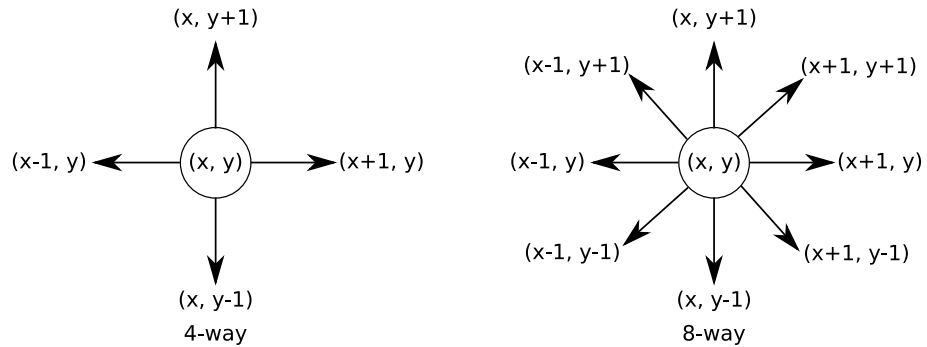 (x, y+1)
(x-1, y)
(x, y)
(x+1, y)
(x, y-1)
4-way
(x, y+1)
(x-1, y+1)
(x+1, y+1)
(x-1, y)
(x, y)
(x+1, y)
(x-1, y-1)
(x+1, y-1)
(x, y-1)
8-way